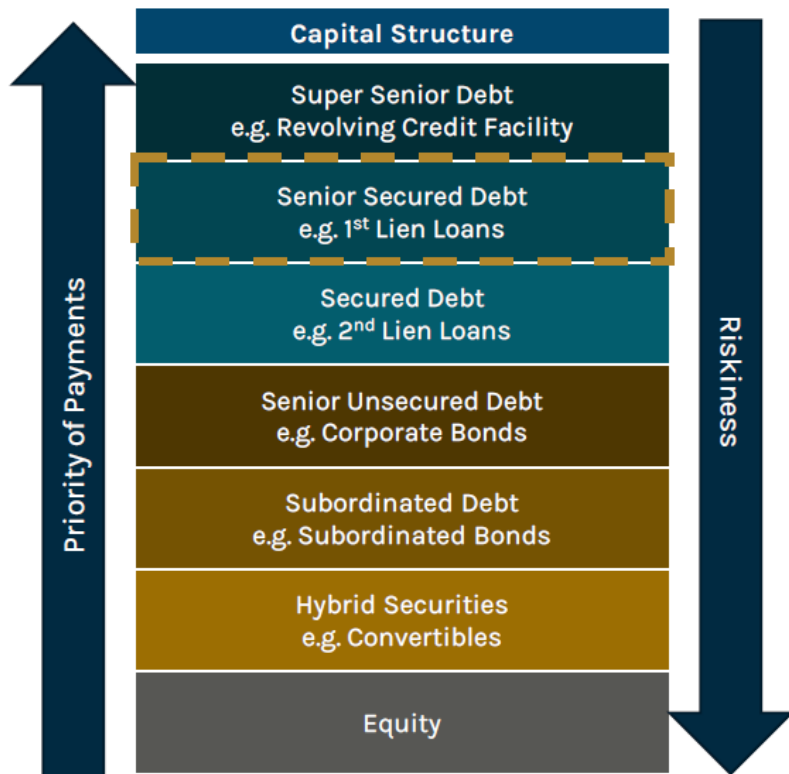 Capital Structure
Super Senior Debt
e.g. Revolving Credit Facility
Senior Secured Debt
e.g. 1st Lien Loans
Secured Debt
e.g. 2nd Lien Loans
Senior Unsecured Debt
e.g. Corporate Bonds
Subordinated Debt
e.g. Subordinated Bonds
Hybrid Securities
e.g. Convertibles
Equity
Priority of Payments
Riskiness